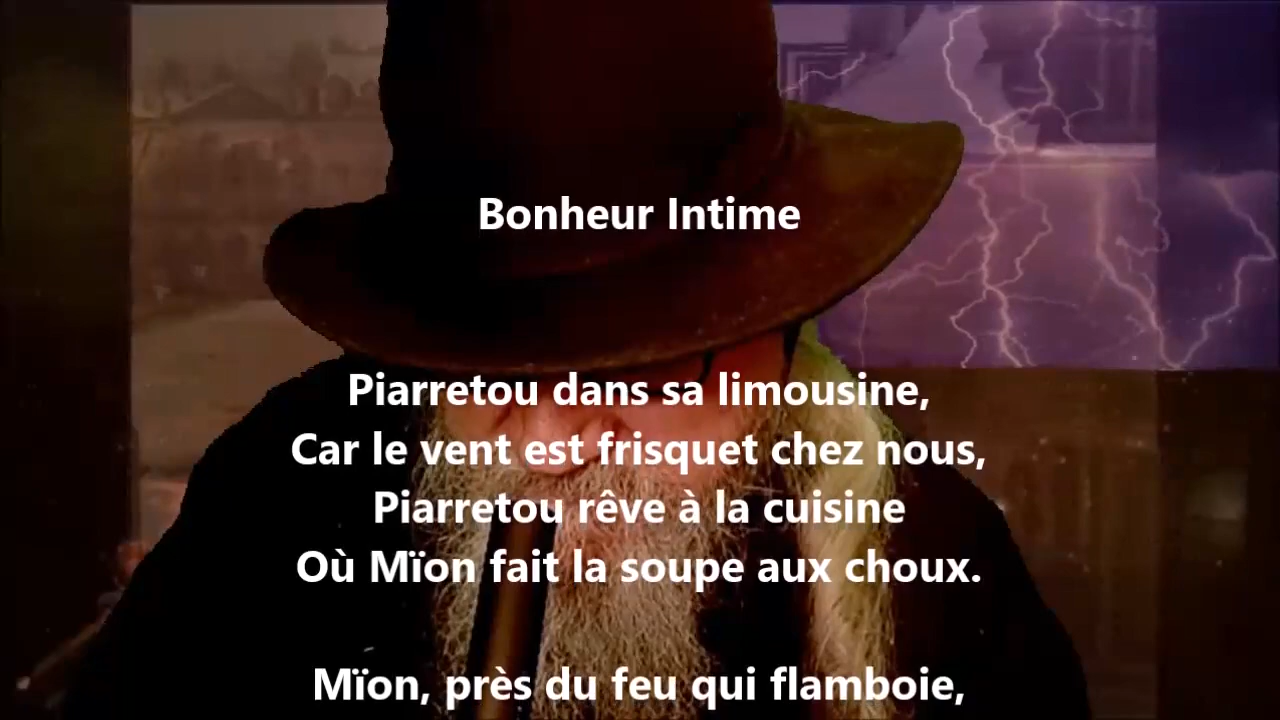 Bonheur Intime
Piarretou dans sa limousine,
Car le vent est frisquet chez nous,
Piarretou rêve à la cuisine
Où Mïon fait la soupe aux choux.
Mïon, près du feu qui flamboie,